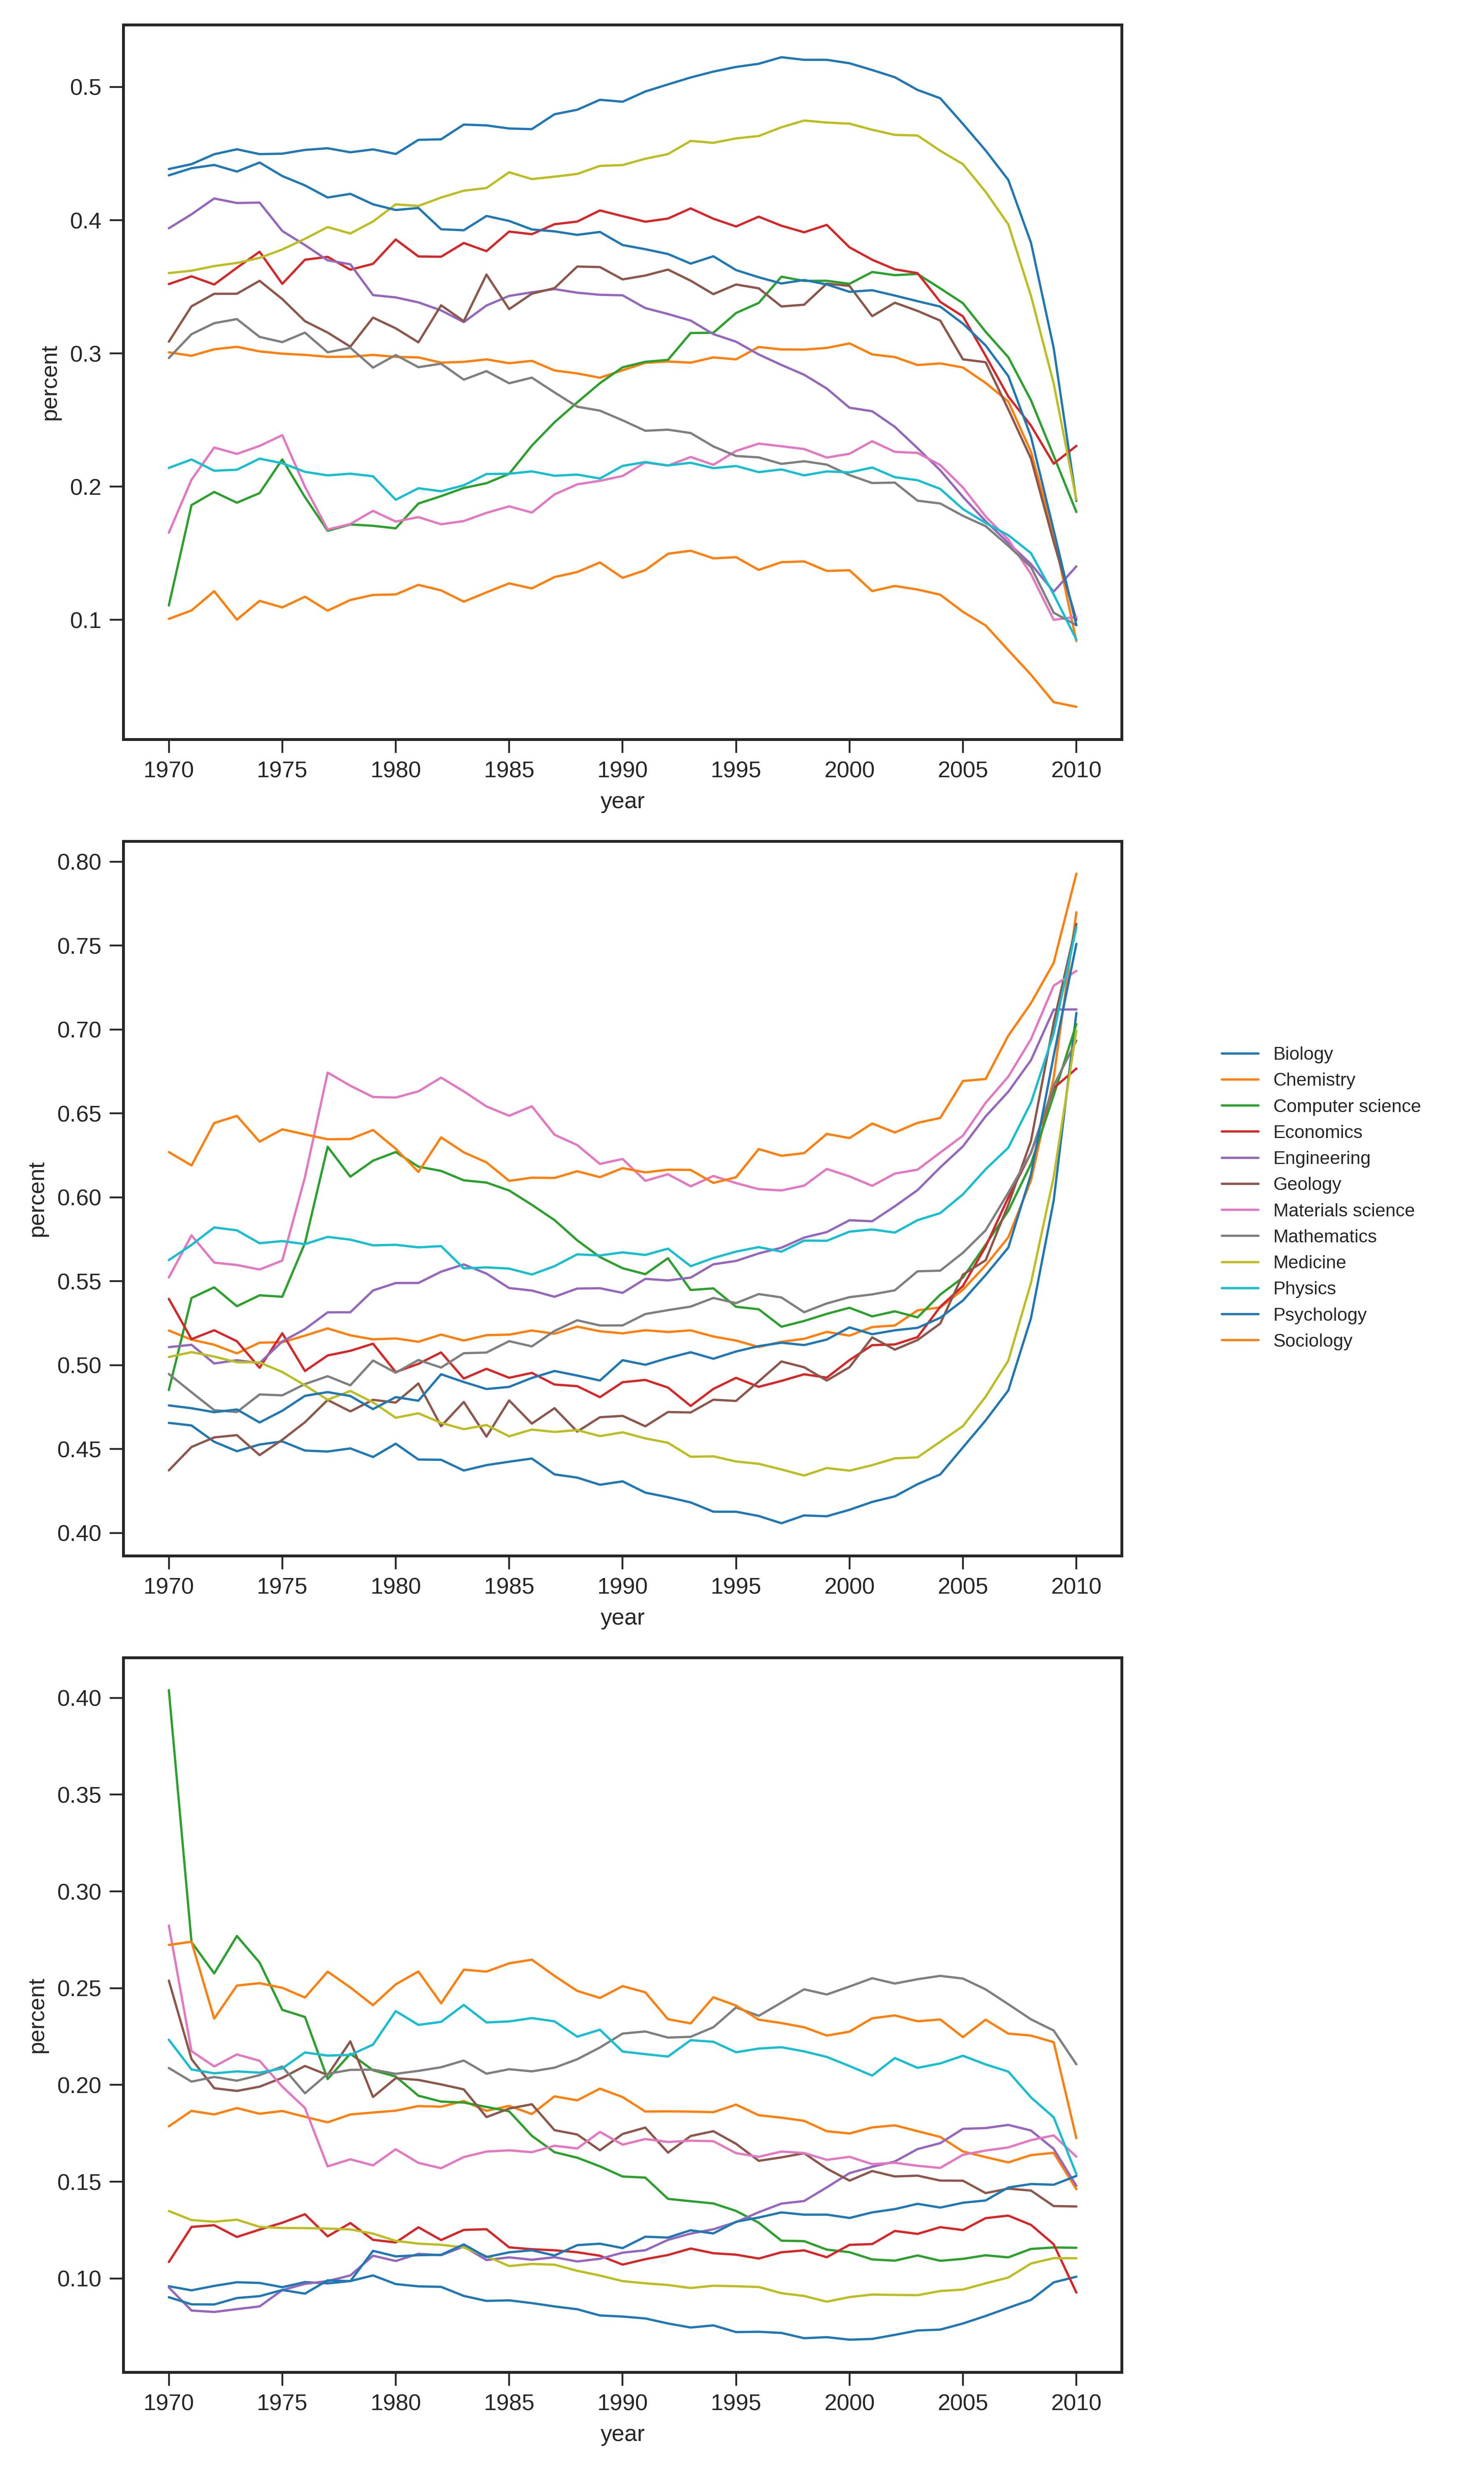 0.5
0.4
0.3
0.2
0.1
percent
1970 1975 1980 1985 1990 1995 2000 2005 2010
year
0.80
0.75
0.70
0.65
0.60
0.55
0.50
0.45
0.40
percent
1970 1975 1980 1985 1990 1995 2000 2005 2010
year
Biology
Chemistry
Computer science
Economics
Engineering
Geology
Materials science
Mathematics
Medicine
Physics
Psychology
Sociology
0.40
0.35
0.30
0.25
0.20
0.15
0.10
percent
1970 1975 1980 1985 1990 1995 2000 2005 2010
year